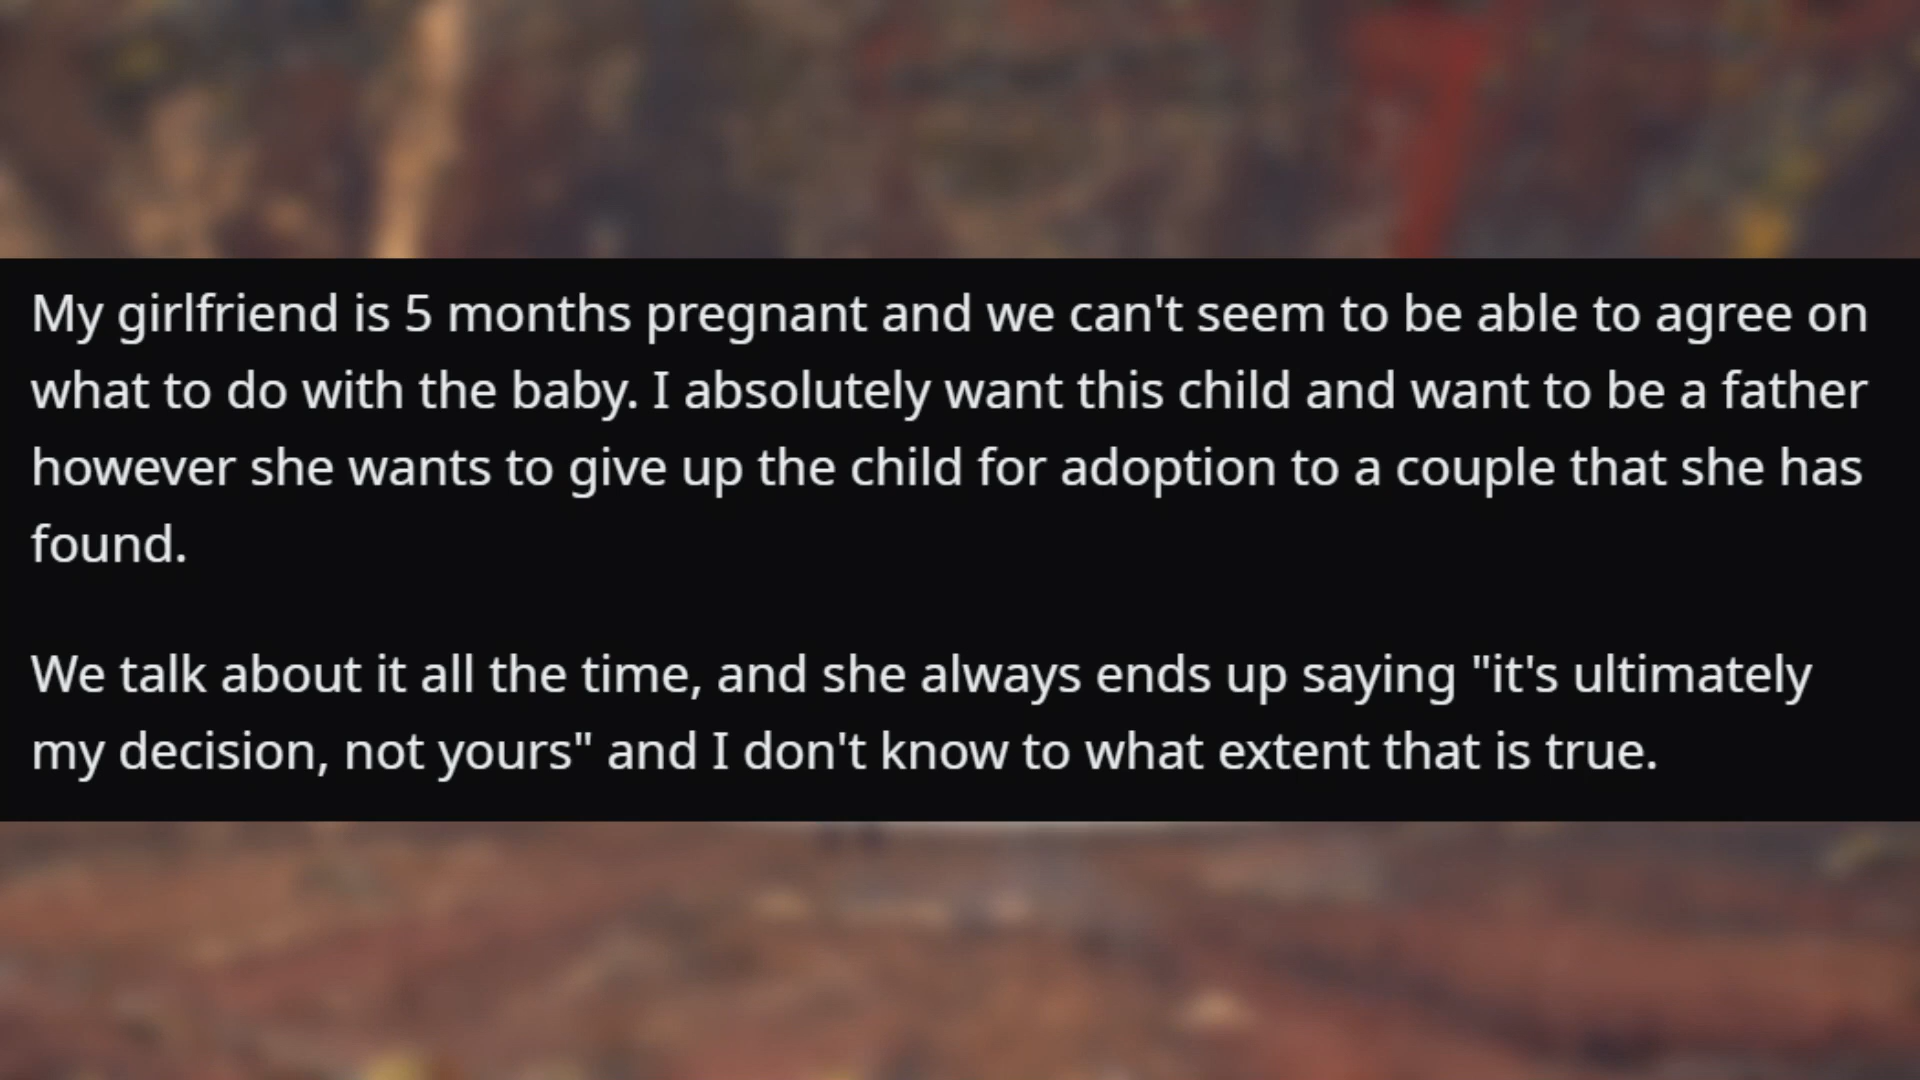 My girlfriend is 5 months pregnant and we can't seem to be able to agree on
what to do with the baby. I absolutely want this child and want to be a father
however she wants to give up the child for adoption to a couple that she has
found.
We talk about it all the time, and she always ends up saying "it's ultimately
my decision, not yours" and I don't know to what extent that is true.